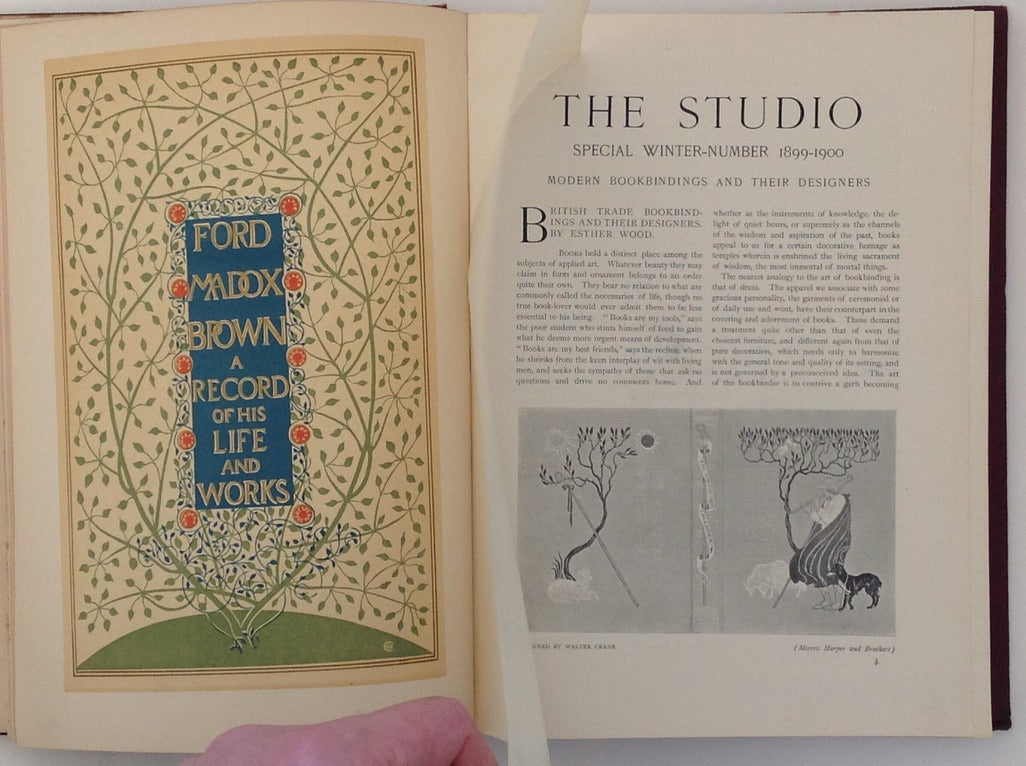 FORD
MADOX
BROWN
A
RECORD
OF HIS
LIFE
AND
WORKS
THE STUDIO
SPECIAL WINTER-NUMBER 1899-1900
MODERN BOOKBINDINGS AND THEIR DESIGNERS
BRITISH TRADE BOOKBIND-
INGS AND THEIR DESIGNERS.
BY ESTHER WOOD.
Books hold a distinct place among the
subjects of applied art. Whatever beauty they may
claim in form and ornament belongs to an order
quite their own. They bear no relation to what are
commonly called the necessaries of life, though no
true book-lover would ever admit them to be less
essential to his being. "Books are my tools," says
the poor student who stints himself of food to gain
what he deems more urgent means of development.
"Books are my best friends," says the recluse when
he shrinks from the keen interplay of wit with living
men, and seeks the sympathy of those that ask no
questions and drive no comments home. And
whether as the instruments of knowledge, the de-
light of quiet hours, or supremely as the channels
of the wisdom and aspiration of the past, books
appeal to us for a certain decorative homage as
temples wherein is enshrined the living sacrament
of wisdom, the most immortal of mortal things.
The nearest analogy to the art of bookbinding is
that of dress. The apparel we associate with some
gracious personality, the garments of ceremonial or
of daily use and wont, have their counterpart in the
covering and adornment of books. These demand
a treatment quite other than that of even the
choicest furniture, and different again from that of
pure decoration, which needs only to harmonise
with the general tone and quality of its setting, and
is not governed by a preconceived idea. The art
of the bookbinder is to contrive a garb becoming
GNED BY WALTER CRANE
(Messrs. Harper and Brothers)
3